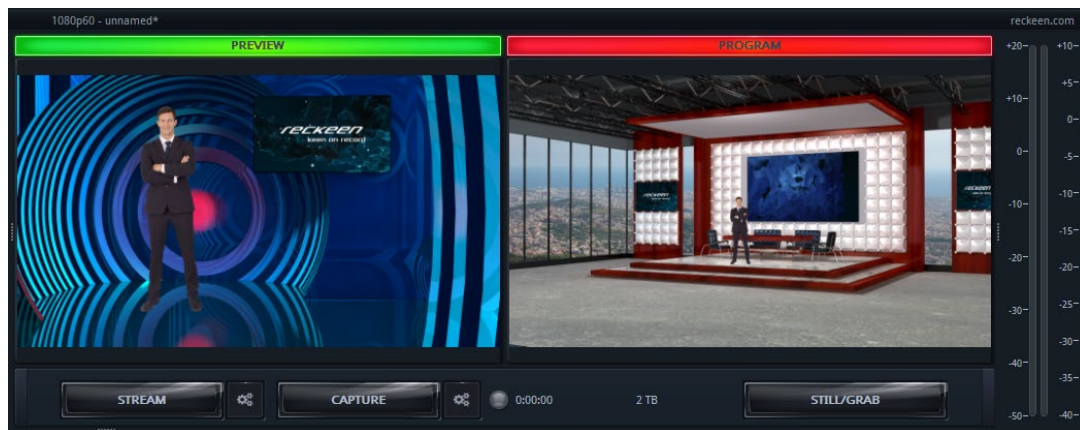 1080p60 - unnamed*
reckeen.com
PREVIEW
PROGRAM
reckeen
keen on record
reckeen
reckeen
STREAM
CAPTURE
0:00:00
2 TB
STILL/GRAB
+20
+10
0
-10
-20
-30
-40
-50
+10
+5
0
-5
-10
-15
-20
-25
-30
-35
-40